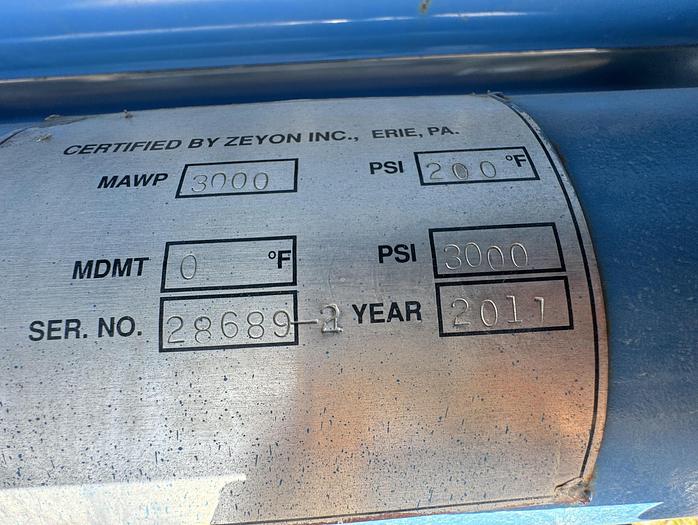 CERTIFIED BY ZEYON INC., ERIE, PA.
MAWP 3000 PSI 200 °F
MDMT 0 °F PSI 3000
SER. NO. 28689-1 YEAR 2011